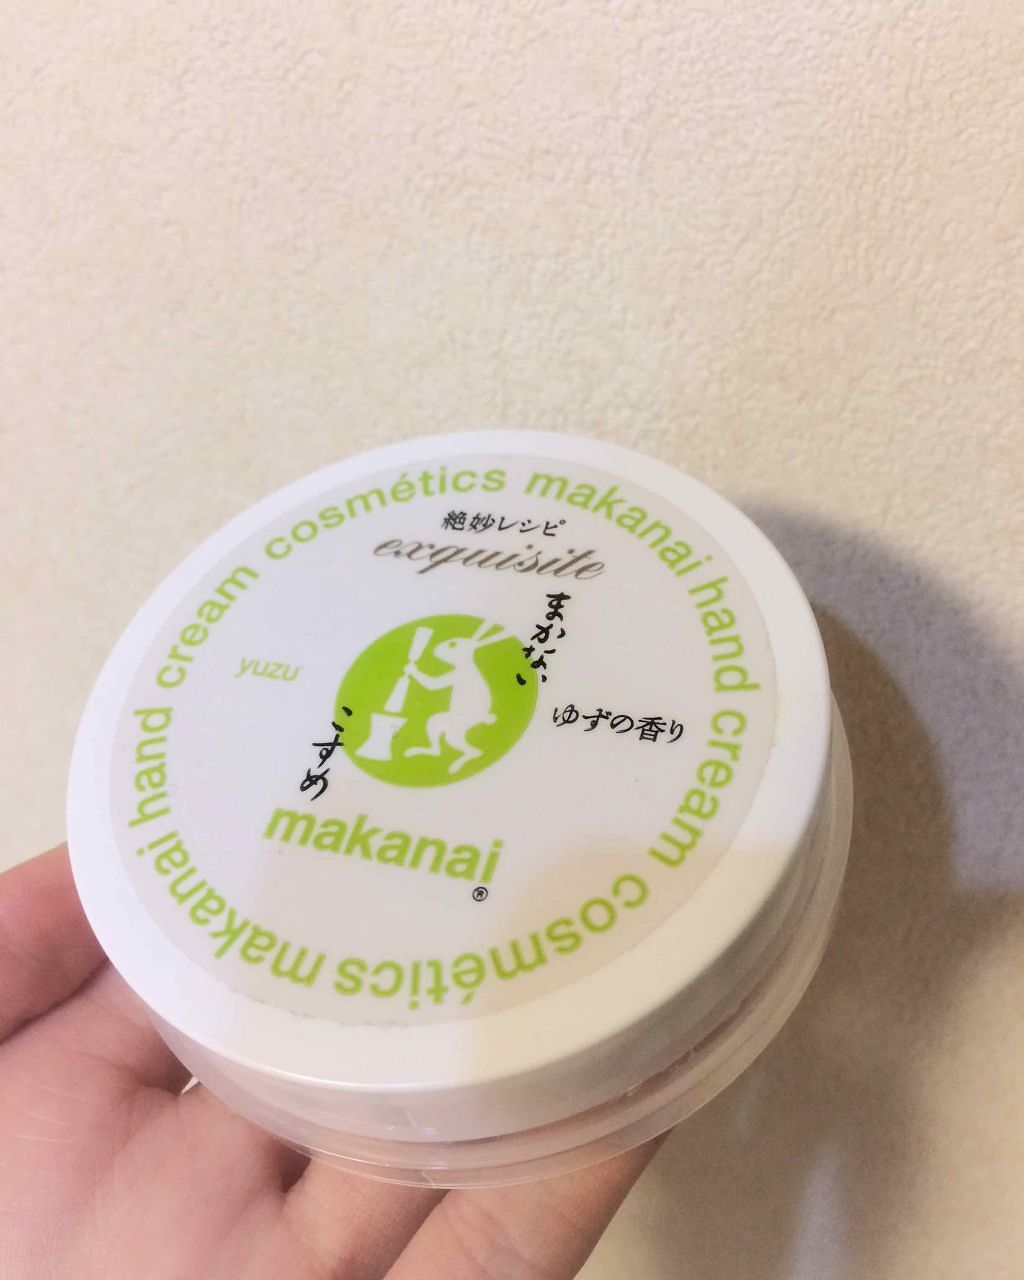 makanai hand cream cosmétics makanai hand cream cosmétics
絶妙レシピ
exquisite
まかない
こすめ
yuzu
ゆずの香り
makanai
®